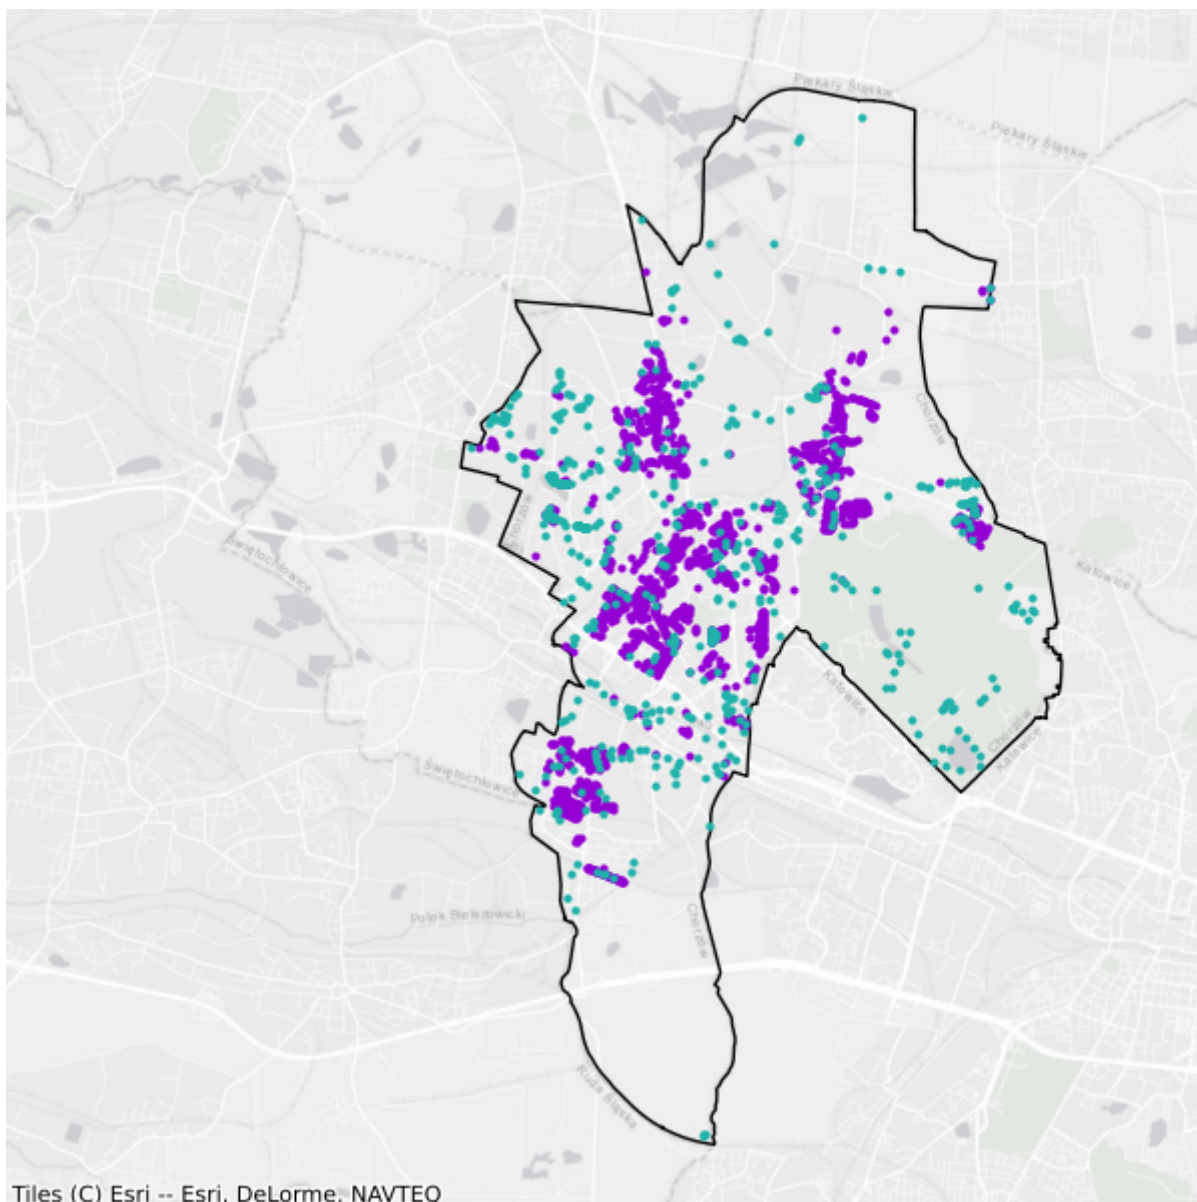 Piekary Śląskie
Piekary Śląskie
Chorzów
Chorzów
Świętochłowice
Katowice
Katowice
Chorzów
Katowice
Świętochłowice
Potok Bielszowicki
Chorzów
Ruda Śląska
Tiles (C) Esri -- Esri, DeLorme, NAVTEQ